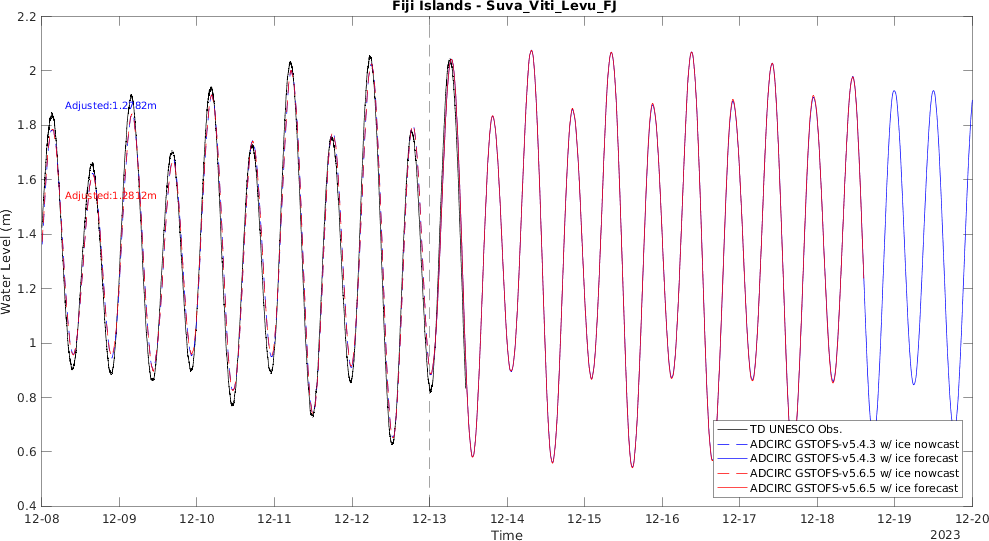 Fiji Islands - Suva_Viti_Levu_FJ
2.2
2
1.8
1.6
1.4
1.2
1
0.8
0.6
0.4
Water Level (m)
Adjusted:1.2782m
Adjusted:1.2812m
TD UNESCO Obs.
ADCIRC GSTOFS-v5.4.3 w/ ice nowcast
ADCIRC GSTOFS-v5.4.3 w/ ice forecast
ADCIRC GSTOFS-v5.6.5 w/ ice nowcast
ADCIRC GSTOFS-v5.6.5 w/ ice forecast
12-08 12-09 12-10 12-11 12-12 12-13 12-14 12-15 12-16 12-17 12-18 12-19 12-20
Time
2023